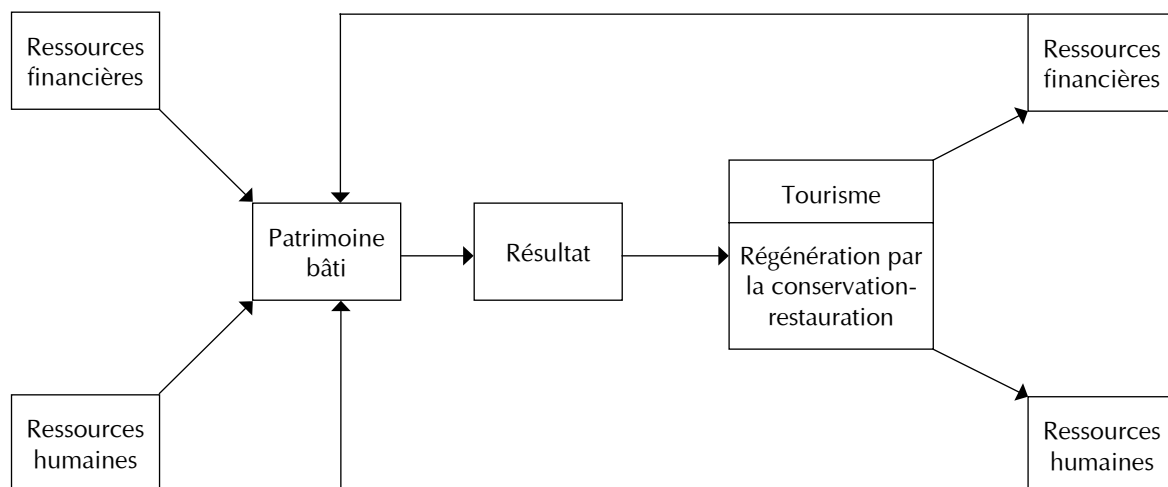 Ressources
financières
Ressources
financières
Tourisme
Patrimoine
bâti
Résultat
Régénération par
la conservation-
restauration
Ressources
humaines
Ressources
humaines